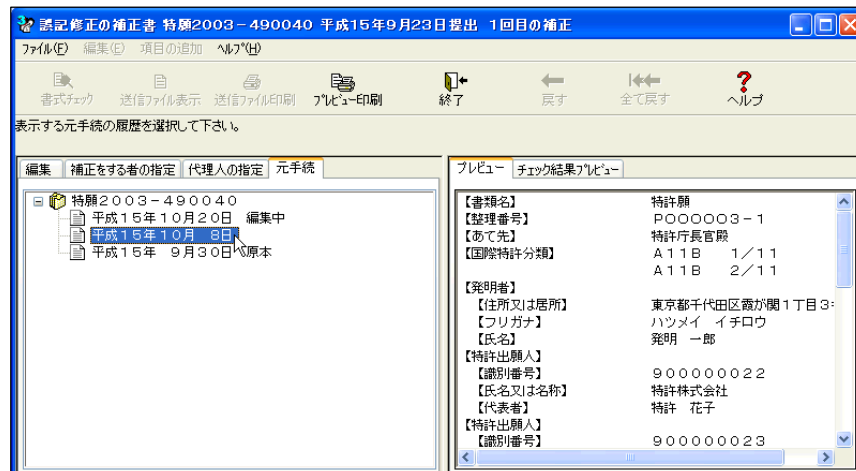 誤記修正の補正書 特願2003-490040 平成15年9月23日提出 1回目の補正
ファイル(F) 編集(E) 項目の追加 ヘルプ(H)
書式チェック 送信ファイル表示 送信ファイル印刷 プレビュー印刷 終了 戻す 全て戻す ヘルプ
表示する元手続の履歴を選択して下さい。
編集 補正をする者の指定 代理人の指定 元手続
特願2003-490040
平成15年10月20日 編集中
平成15年10月 8日
平成15年 9月30日 原本
プレビュー チェック結果プレビュー
【書類名】 特許願
【整理番号】 P000003-1
【あて先】 特許庁長官殿
【国際特許分類】 A11B 1/11
A11B 2/11
【発明者】
【住所又は居所】 東京都千代田区霞が関1丁目3
【フリガナ】 ハツメイ イチロウ
【氏名】 発明 一郎
【特許出願人】
【識別番号】 900000022
【氏名又は名称】 特許株式会社
【代表者】 特許 花子
【特許出願人】
【識別番号】 900000023